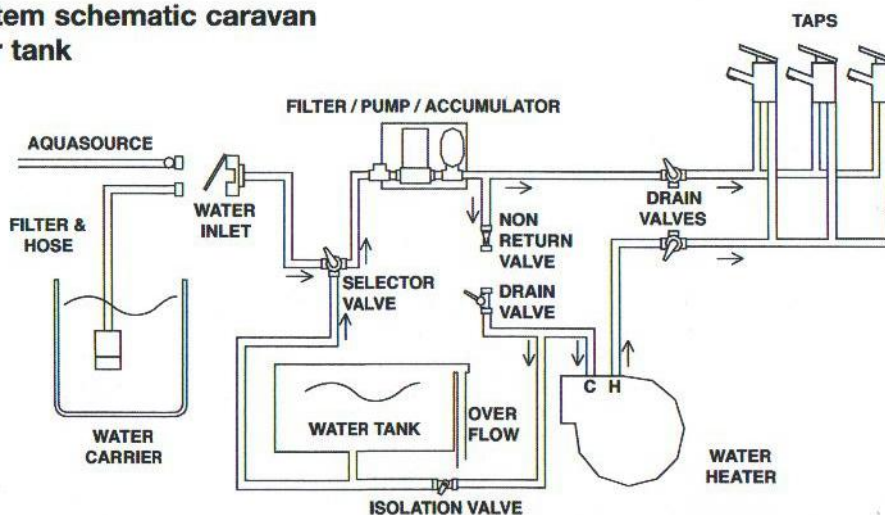 tem schematic caravan
r tank
TAPS
FILTER / PUMP / ACCUMULATOR
AQUASOURCE
FILTER &
HOSE
WATER
INLET
NON
RETURN
VALVE
DRAIN
VALVES
SELECTOR
VALVE
DRAIN
VALVE
C H
WATER TANK
OVER
FLOW
WATER
CARRIER
WATER
HEATER
ISOLATION VALVE